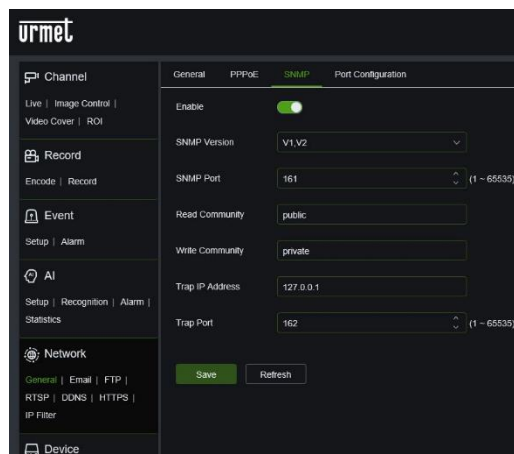 urmet
Channel
Live | Image Control |
Video Cover | ROI
Record
Encode | Record
Event
Setup | Alarm
AI
Setup | Recognition | Alarm |
Statistics
Network
General | Email | FTP |
RTSP | DDNS | HTTPS |
IP Filter
Device
General PPPoE SNMP Port Configuration
Enable
SNMP Version V1,V2
SNMP Port 161 (1 ~ 65535)
Read Community public
Write Community private
Trap IP Address 127.0.0.1
Trap Port 162 (1 ~ 65535)
Save Refresh